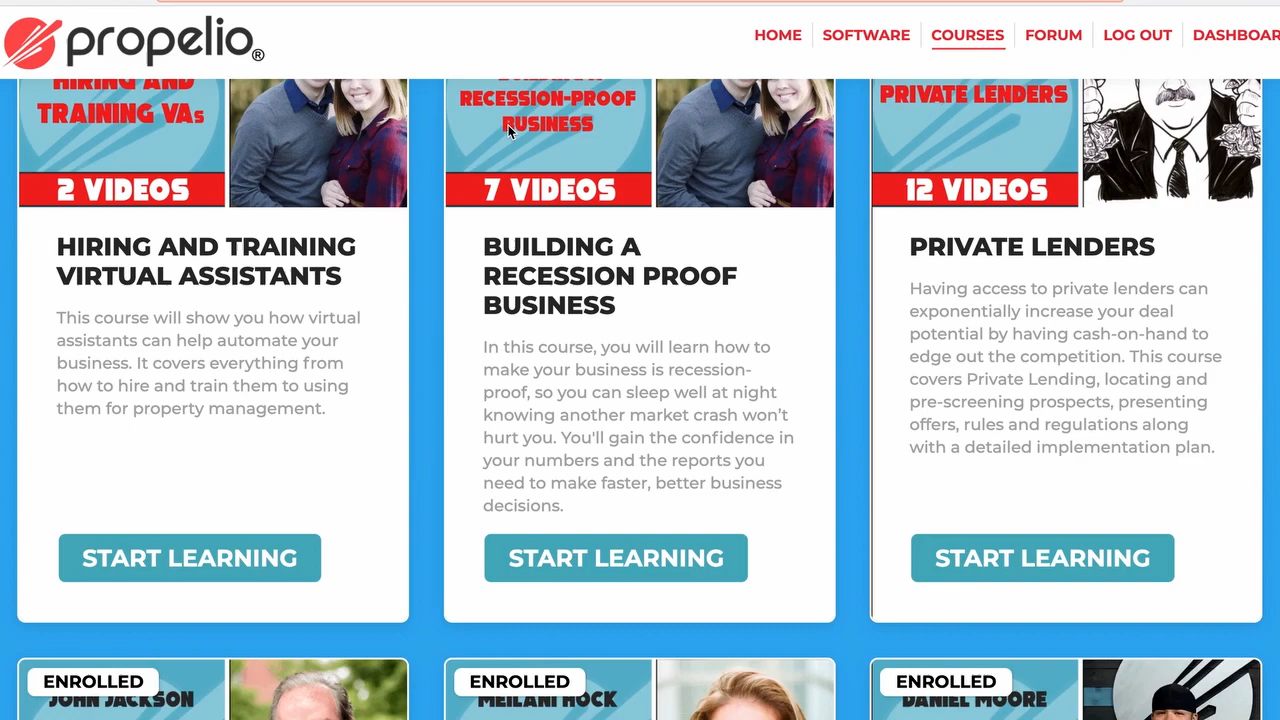 propelio®
HOME
SOFTWARE
COURSES
FORUM
LOG OUT
DASHBOAR
HIRING AND
TRAINING VAs
2 VIDEOS
HIRING AND TRAINING
VIRTUAL ASSISTANTS
This course will show you how virtual
assistants can help automate your
business. It covers everything from
how to hire and train them to using
them for property management.
START LEARNING
BUILDING A
RECESSION-PROOF
BUSINESS
7 VIDEOS
BUILDING A
RECESSION PROOF
BUSINESS
In this course, you will learn how to
make your business is recession-
proof, so you can sleep well at night
knowing another market crash won't
hurt you. You'll gain the confidence in
your numbers and the reports you
need to make faster, better business
decisions.
START LEARNING
PRIVATE LENDERS
12 VIDEOS
PRIVATE LENDERS
Having access to private lenders can
exponentially increase your deal
potential by having cash-on-hand to
edge out the competition. This course
covers Private Lending, locating and
pre-screening prospects, presenting
offers, rules and regulations along
with a detailed implementation plan.
START LEARNING
ENROLLED
JOHN JACKSON
ENROLLED
MEILANI HOCK
ENROLLED
DANIEL MOORE